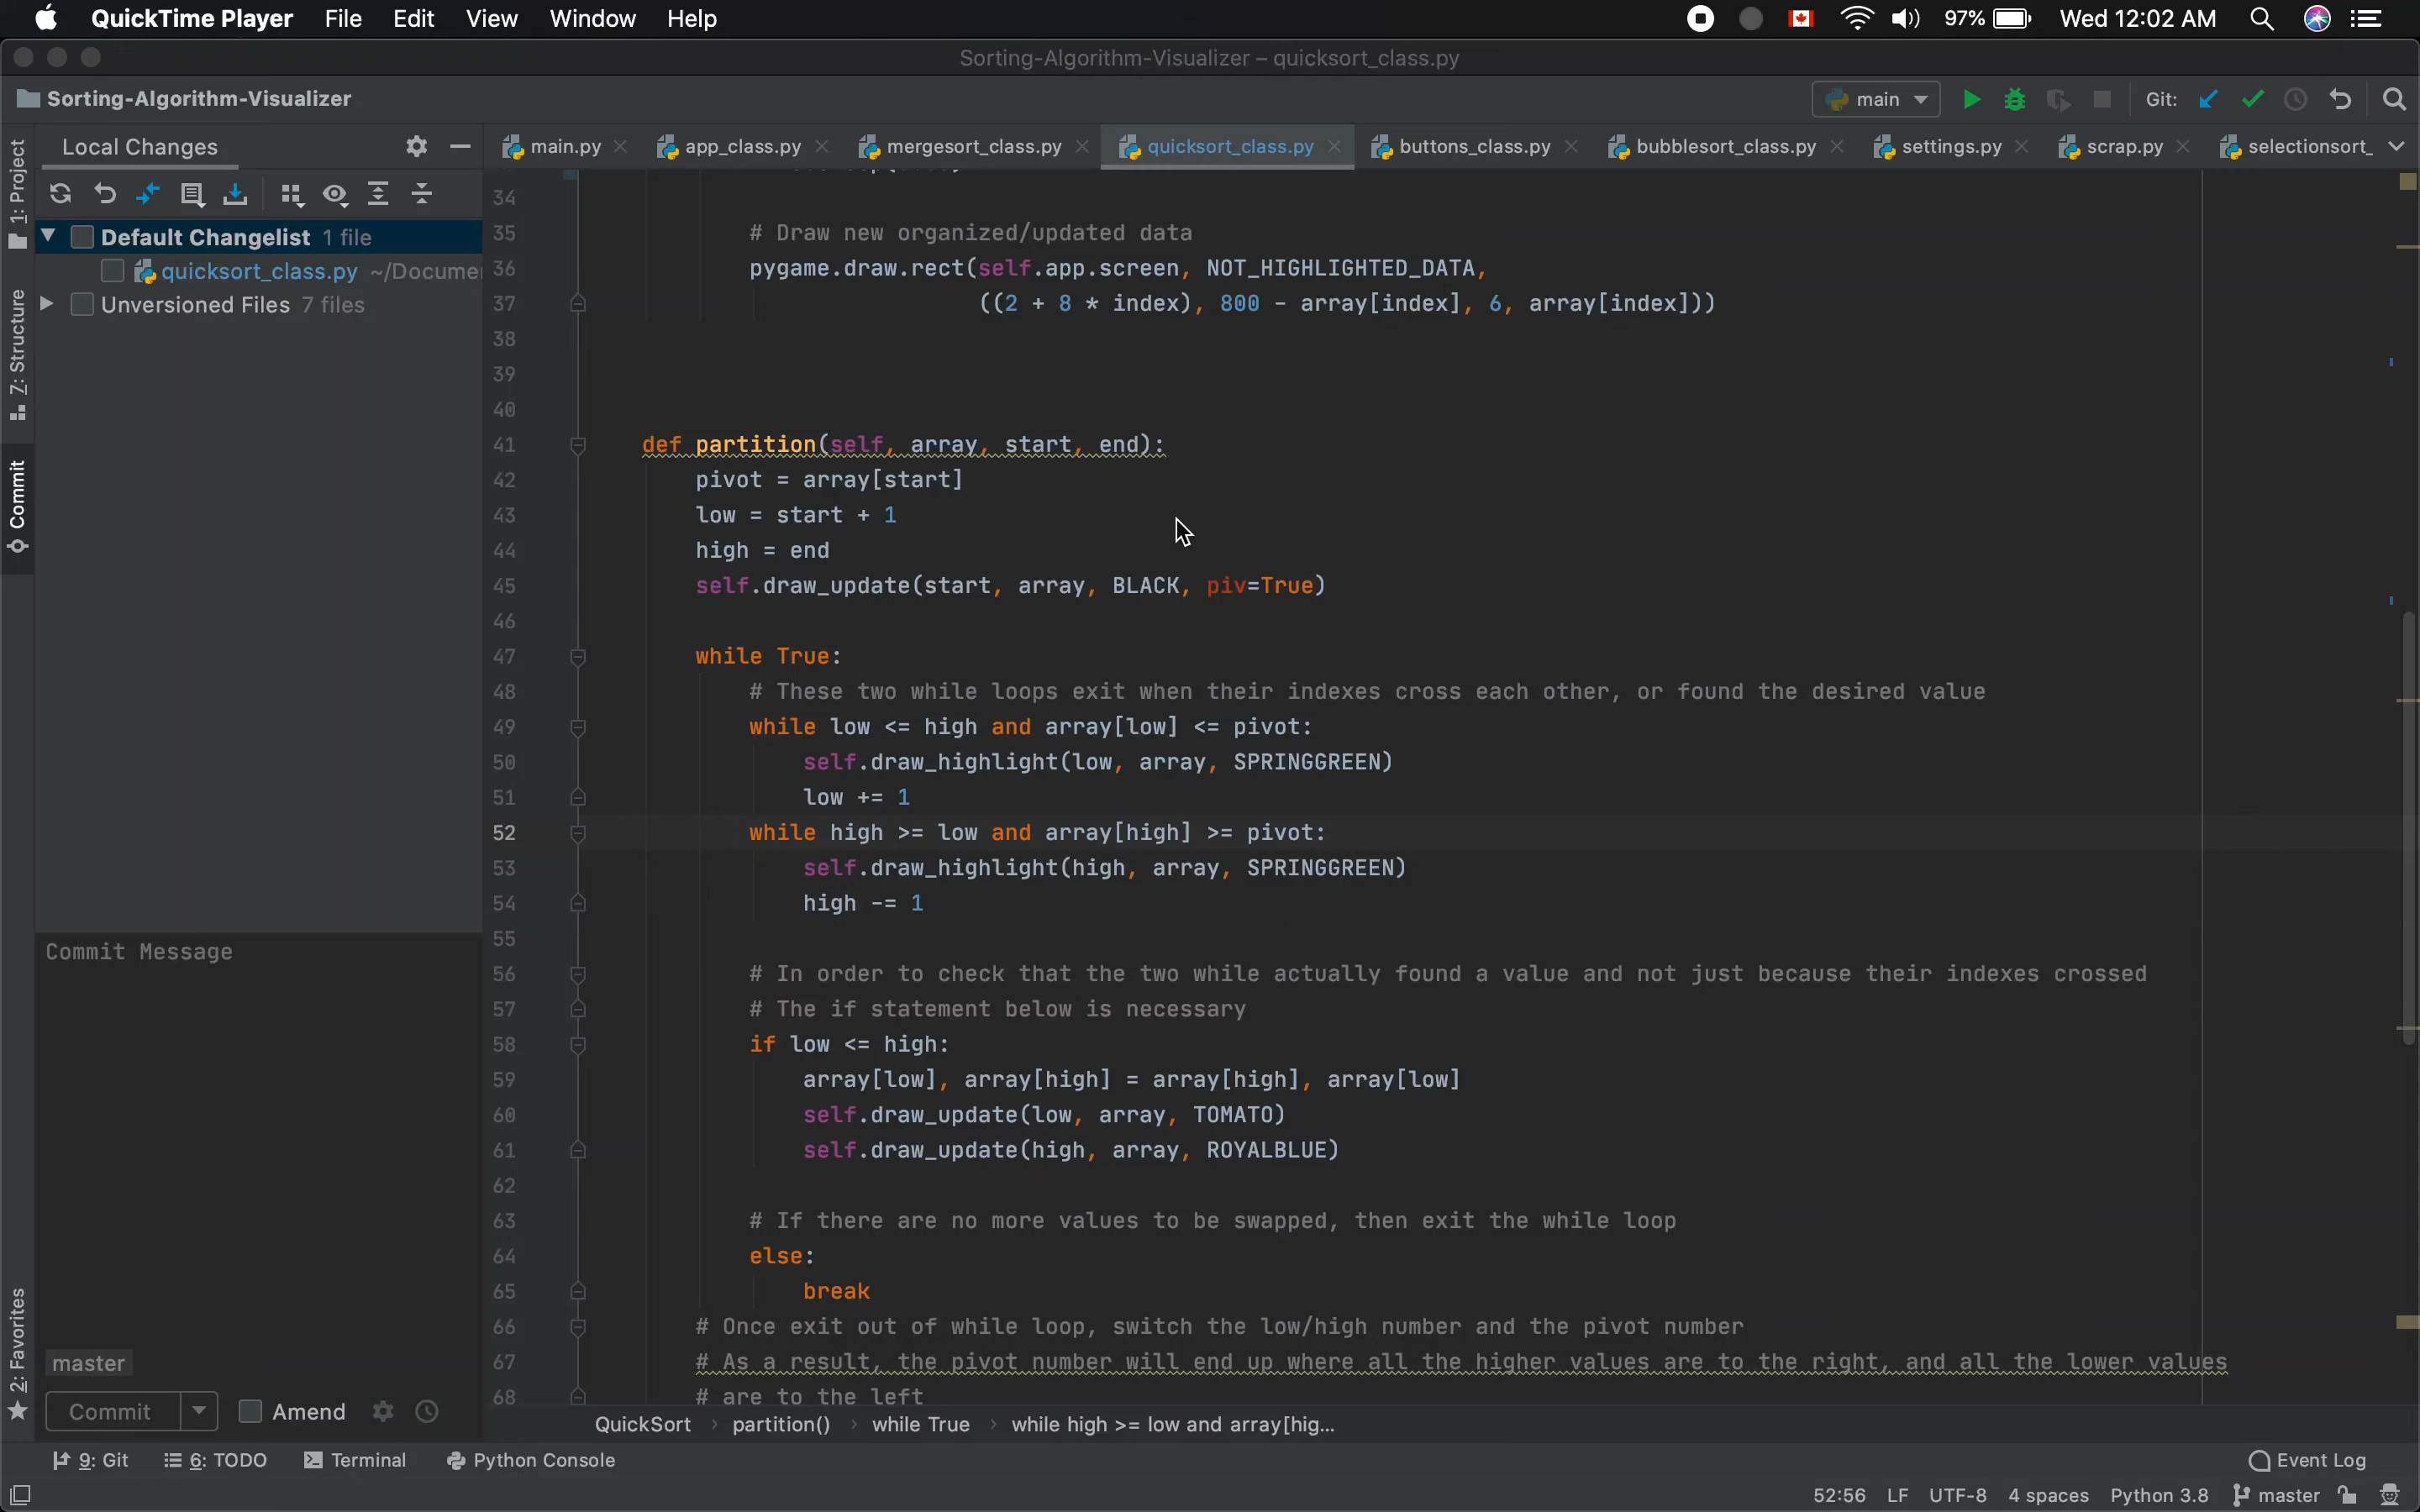 QuickTime Player File Edit View Window Help 97% Wed 12:02 AM
Sorting-Algorithm-Visualizer – quicksort_class.py
Sorting-Algorithm-Visualizer main Git:
Local Changes main.py app_class.py mergesort_class.py quicksort_class.py buttons_class.py bubblesort_class.py settings.py scrap.py selectionsort_
1: Project
Z: Structure
Commit
2: Favorites
Default Changelist 1 file
quicksort_class.py ~/Docume
Unversioned Files 7 files
Commit Message
master
Commit Amend
34
35 # Draw new organized/updated data
36 pygame.draw.rect(self.app.screen, NOT_HIGHLIGHTED_DATA,
37 ((2 + 8 * index), 800 - array[index], 6, array[index]))
38
39
40
41 def partition(self, array, start, end):
42 pivot = array[start]
43 low = start + 1
44 high = end
45 self.draw_update(start, array, BLACK, piv=True)
46
47 while True:
48 # These two while loops exit when their indexes cross each other, or found the desired value
49 while low <= high and array[low] <= pivot:
50 self.draw_highlight(low, array, SPRINGGREEN)
51 low += 1
52 while high >= low and array[high] >= pivot:
53 self.draw_highlight(high, array, SPRINGGREEN)
54 high -= 1
55
56 # In order to check that the two while actually found a value and not just because their indexes crossed
57 # The if statement below is necessary
58 if low <= high:
59 array[low], array[high] = array[high], array[low]
60 self.draw_update(low, array, TOMATO)
61 self.draw_update(high, array, ROYALBLUE)
62
63 # If there are no more values to be swapped, then exit the while loop
64 else:
65 break
66 # Once exit out of while loop, switch the low/high number and the pivot number
67 # As a result, the pivot number will end up where all the higher values are to the right, and all the lower values
68 # are to the left
QuickSort partition() while True while high >= low and array[hig...
9: Git 6: TODO Terminal Python Console Event Log
52:56 LF UTF-8 4 spaces Python 3.8 master